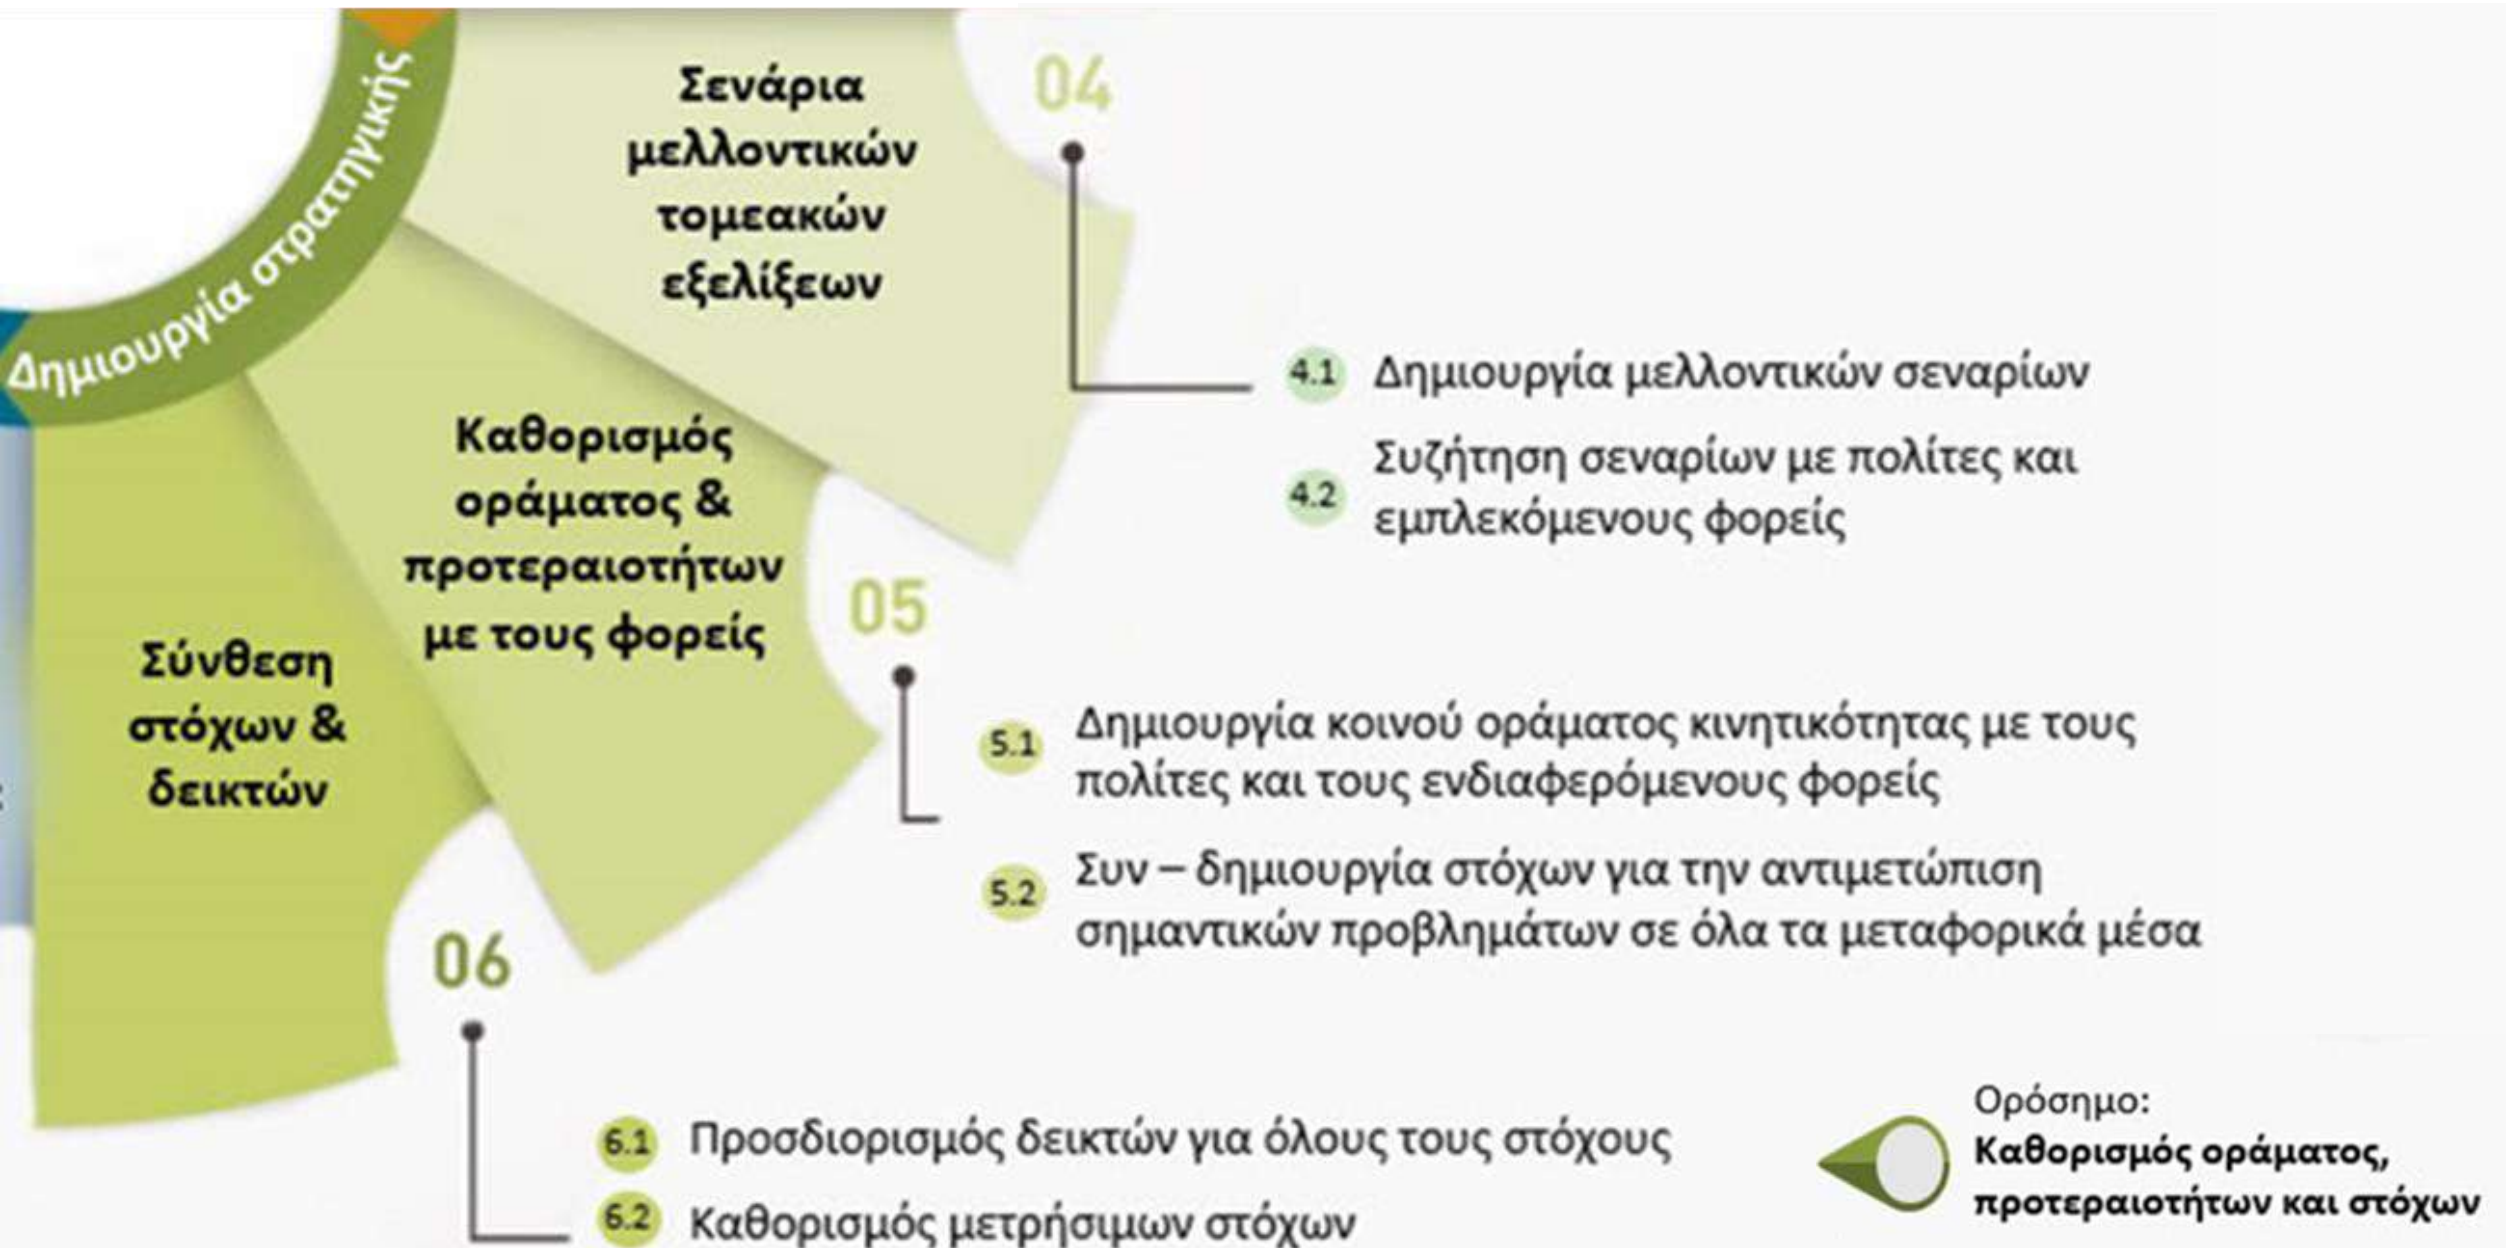 Δημιουργία στρατηγικής
Σενάρια
μελλοντικών
τομεακών
εξελίξεων
04
4.1 Δημιουργία μελλοντικών σεναρίων
4.2 Συζήτηση σεναρίων με πολίτες και
εμπλεκόμενους φορείς
Καθορισμός
οράματος &
προτεραιοτήτων
με τους φορείς
05
5.1 Δημιουργία κοινού οράματος κινητικότητας με τους
πολίτες και τους ενδιαφερόμενους φορείς
5.2 Συν – δημιουργία στόχων για την αντιμετώπιση
σημαντικών προβλημάτων σε όλα τα μεταφορικά μέσα
Σύνθεση
στόχων &
δεικτών
06
6.1 Προσδιορισμός δεικτών για όλους τους στόχους
6.2 Καθορισμός μετρήσιμων στόχων
Ορόσημο:
Καθορισμός οράματος,
προτεραιοτήτων και στόχων